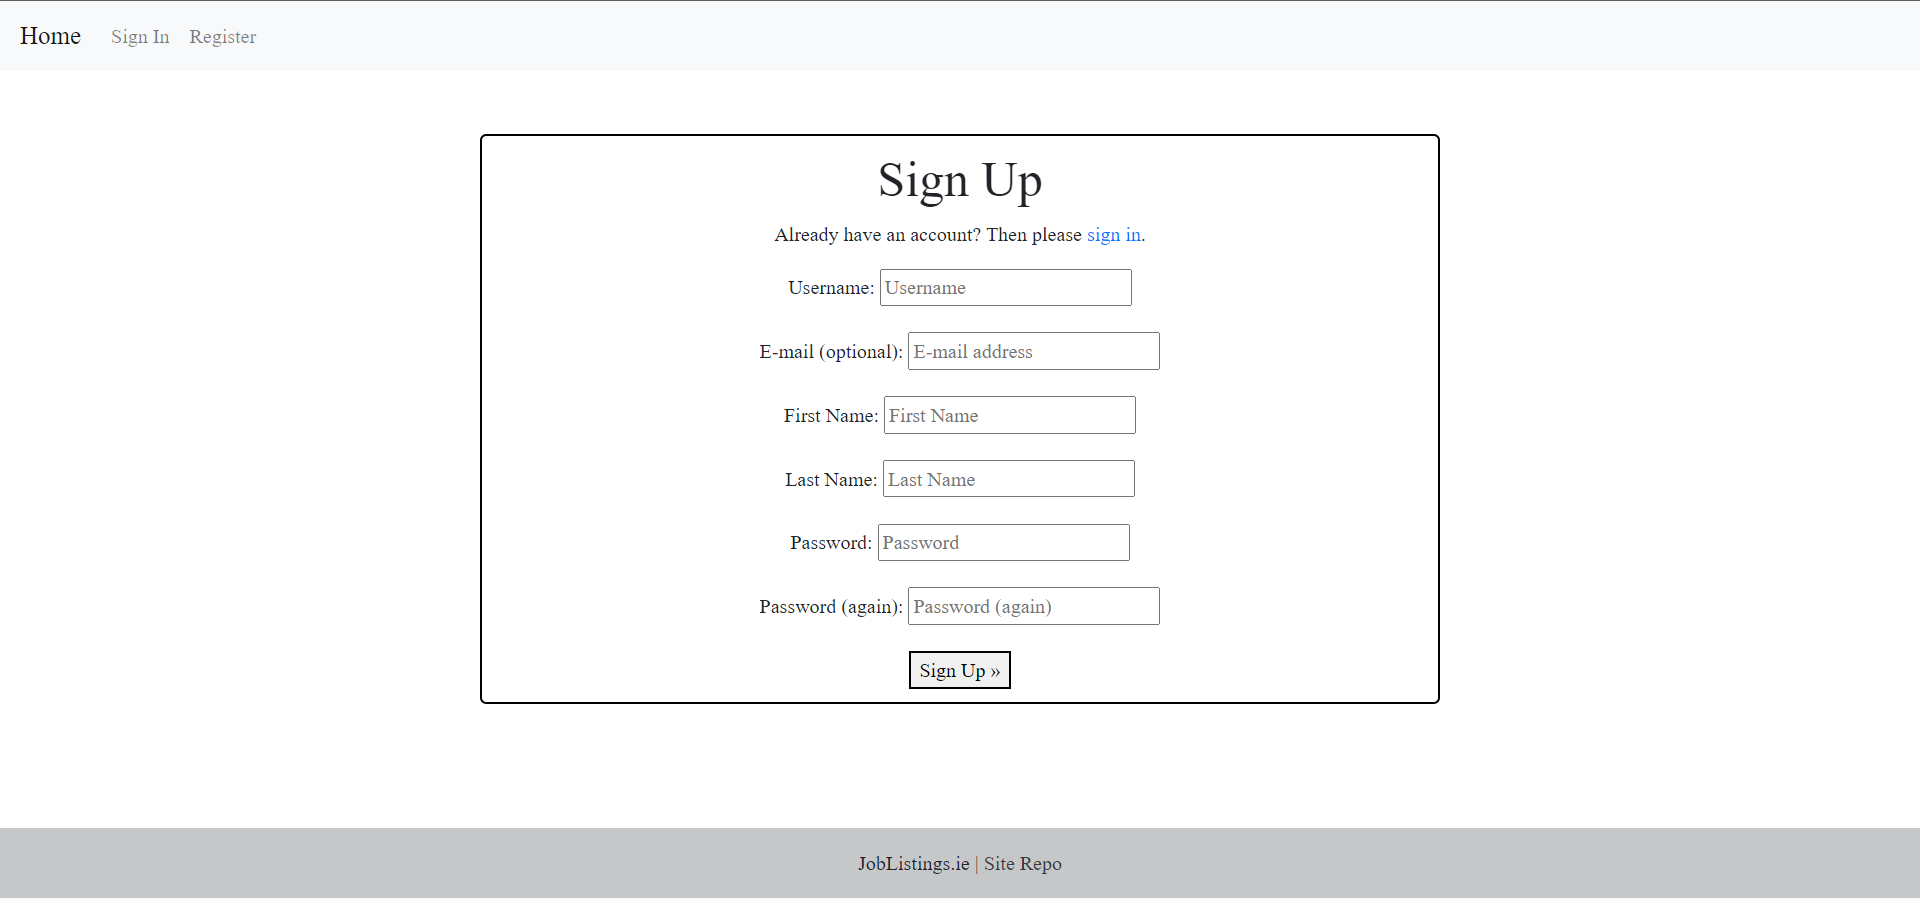 Home Sign In Register
Sign Up
Already have an account? Then please sign in.
Username: Username
E-mail (optional): E-mail address
First Name: First Name
Last Name: Last Name
Password: Password
Password (again): Password (again)
Sign Up »
JobListings.ie | Site Repo